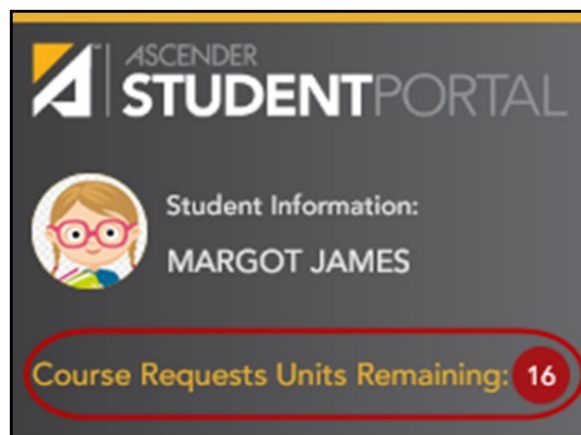 ASCENDER
STUDENTPORTAL
Student Information:
MARGOT JAMES
Course Requests Units Remaining: 16